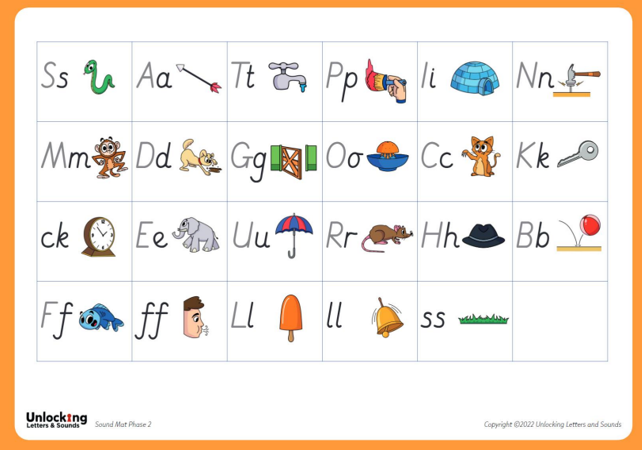 Ss Aa Tt Pp Ii Nn
Mm Dd Gg Oo Cc Kk
ck Ee Uu Rr Hh Bb
Ff ff Ll ll ss
Unlocking
Letters & Sounds
Sound Mat Phase 2
Copyright ©2022 Unlocking Letters and Sounds